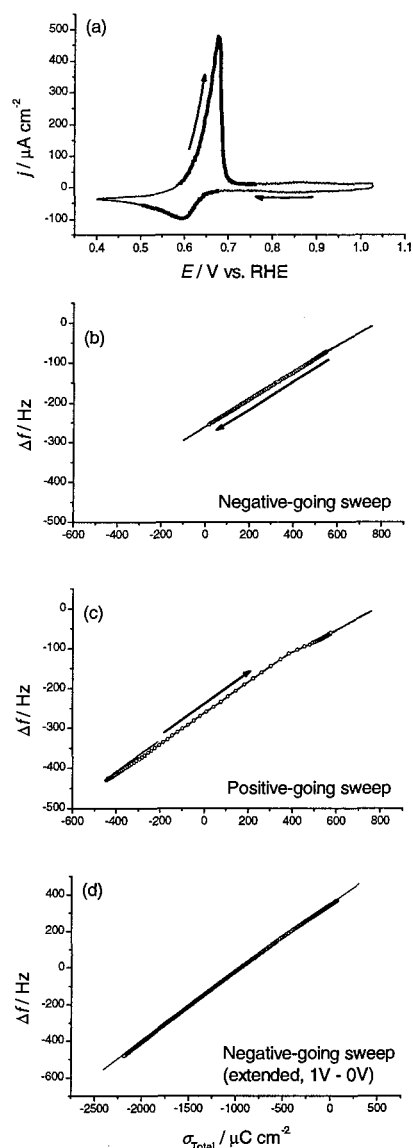 (a)
500
400
300
200
100
0
-100
j / μA cm⁻²
0.4 0.5 0.6 0.7 0.8 0.9 1.0 1.1
E / V vs. RHE
(b)
0
-100
-200
-300
-400
-500
Δf / Hz
-600 -400 -200 0 200 400 600 800
Negative-going sweep
(c)
0
-100
-200
-300
-400
-500
Δf / Hz
-600 -400 -200 0 200 400 600 800
Positive-going sweep
(d)
400
200
0
-200
-400
-600
Δf / Hz
-2500 -2000 -1500 -1000 -500 0 500
Negative-going sweep
(extended, 1V - 0V)
σTotal / μC cm⁻²